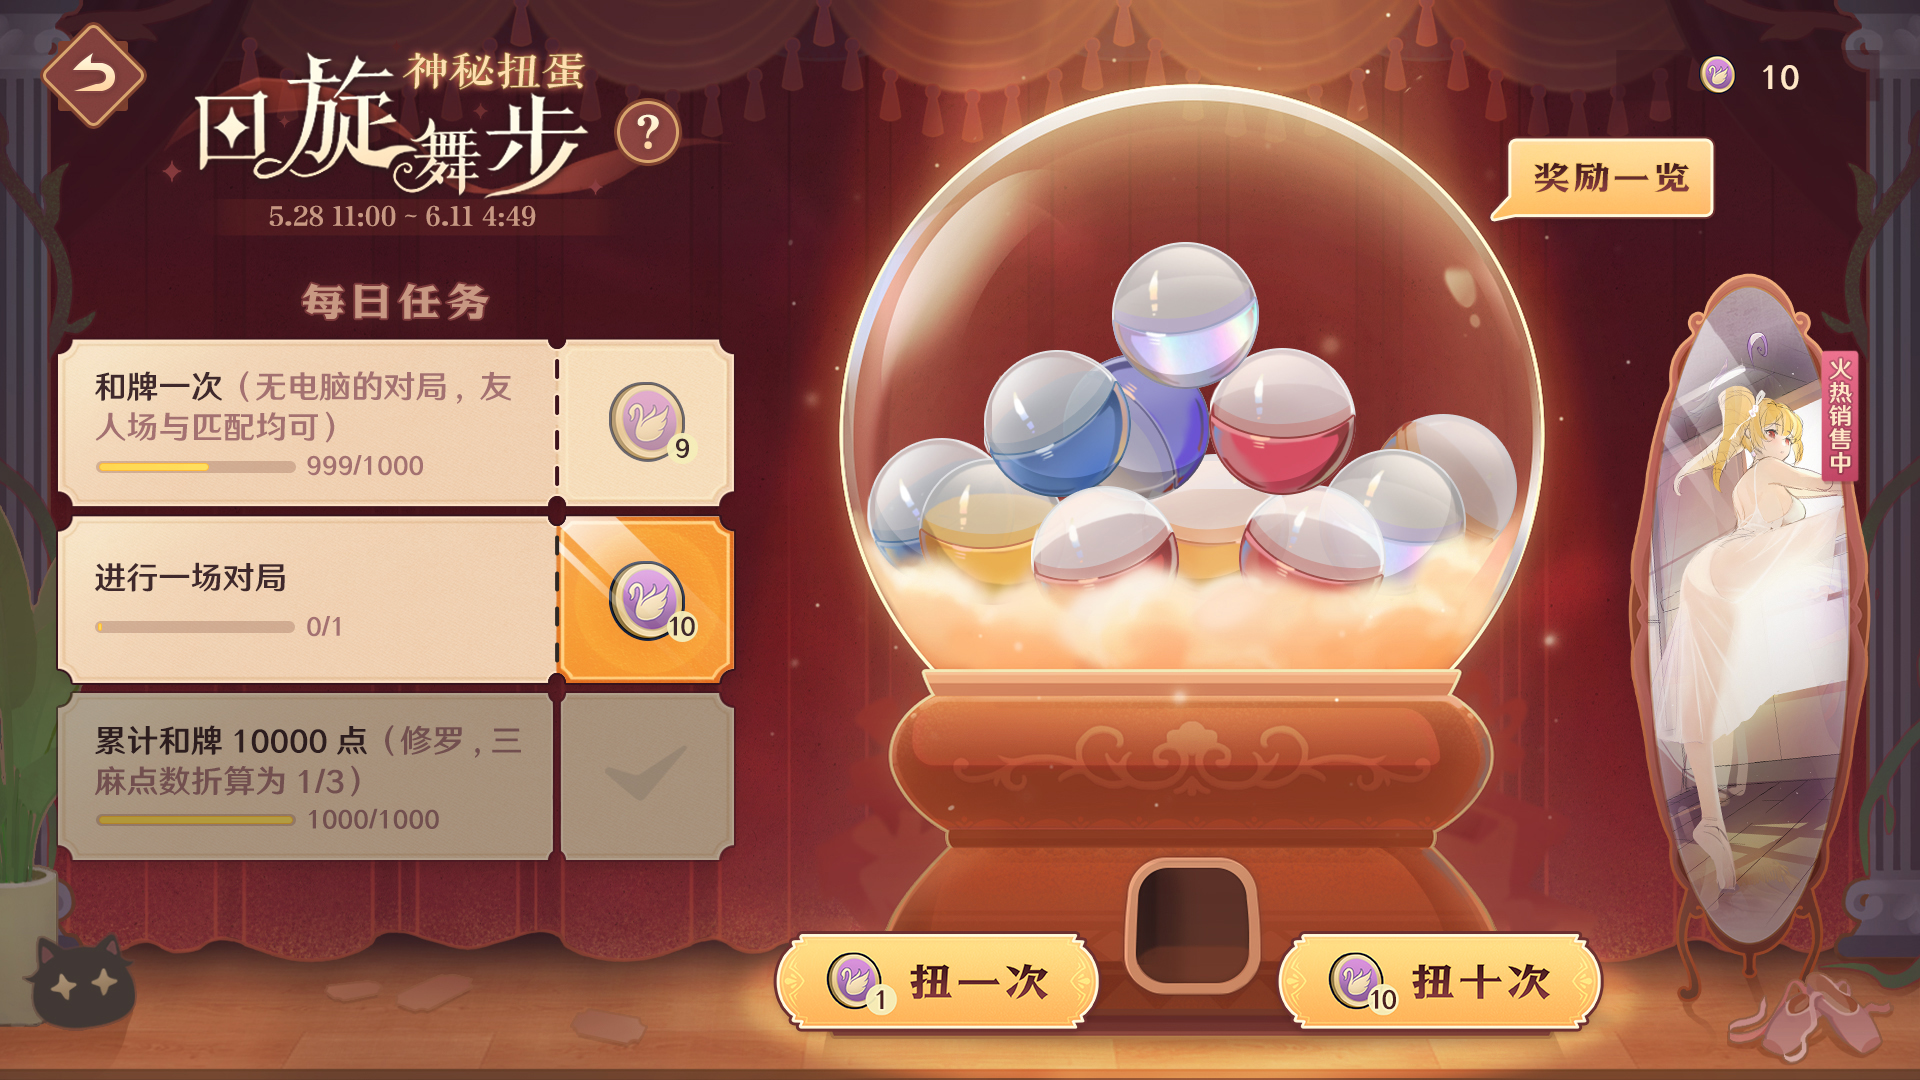 神秘扭蛋
回旋舞步
?
5.28 11:00 ~ 6.11 4:49
10
奖励一览
每日任务
和牌一次（无电脑的对局，友
人场与匹配均可）
999/1000
9
进行一场对局
0/1
10
累计和牌 10000 点（修罗，三
麻点数折算为 1/3）
1000/1000
火热销售中
1
扭一次
10
扭十次